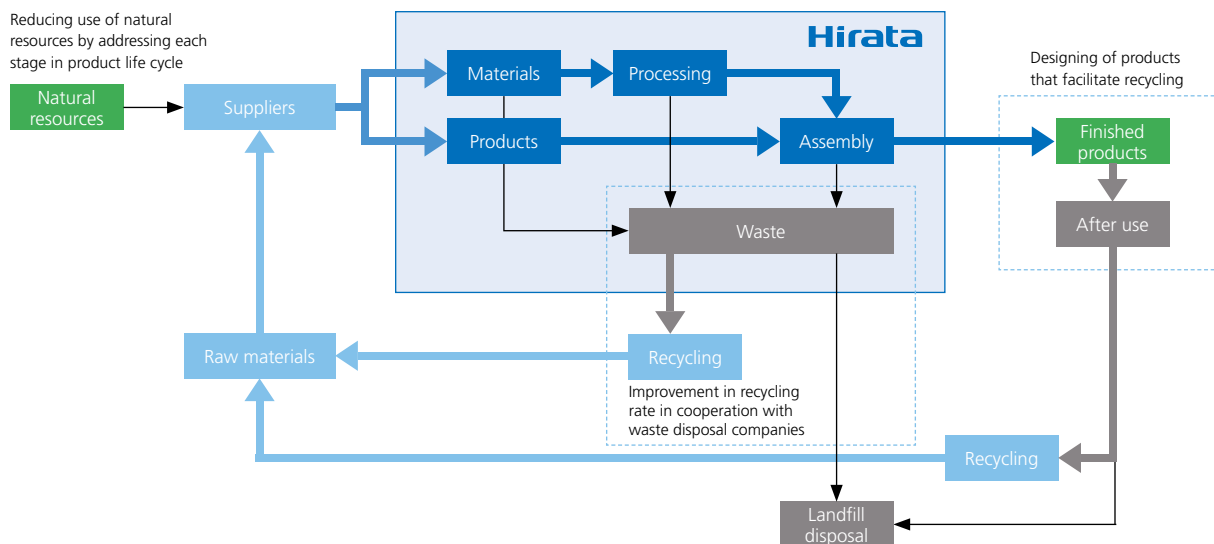 Reducing use of natural
resources by addressing each
stage in product life cycle
Natural
resources
Suppliers
Hirata
Materials
Processing
Products
Assembly
Designing of products
that facilitate recycling
Finished
products
After use
Waste
Raw materials
Recycling
Improvement in recycling
rate in cooperation with
waste disposal companies
Recycling
Landfill
disposal